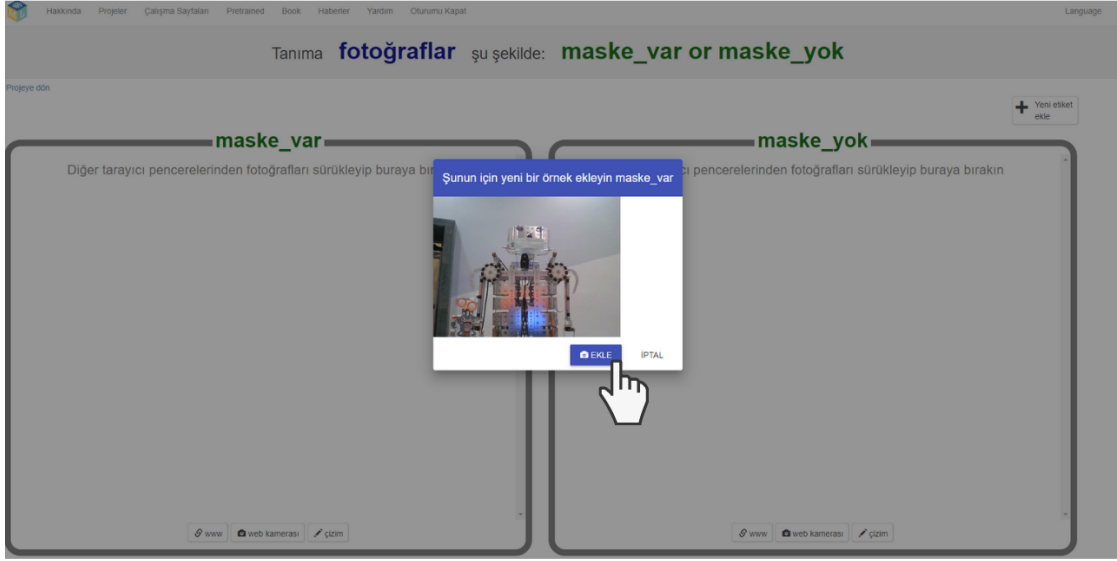 Hakkında Projeler Çalışma Sayfaları Pretrained Book Haberler Yardım Oturumu Kapat Language
Tanıma fotoğraflar şu şekilde: maske_var or maske_yok
Projeye dön
Yeni etiket
ekle
maske_var
maske_yok
Diğer tarayıcı pencerelerinden fotoğrafları sürükleyip buraya
pencerelerinden fotoğrafları sürükleyip buraya bırakın
Şunun için yeni bir örnek ekleyin maske_var
EKLE İPTAL
www web kamerası çizim
www web kamerası çizim